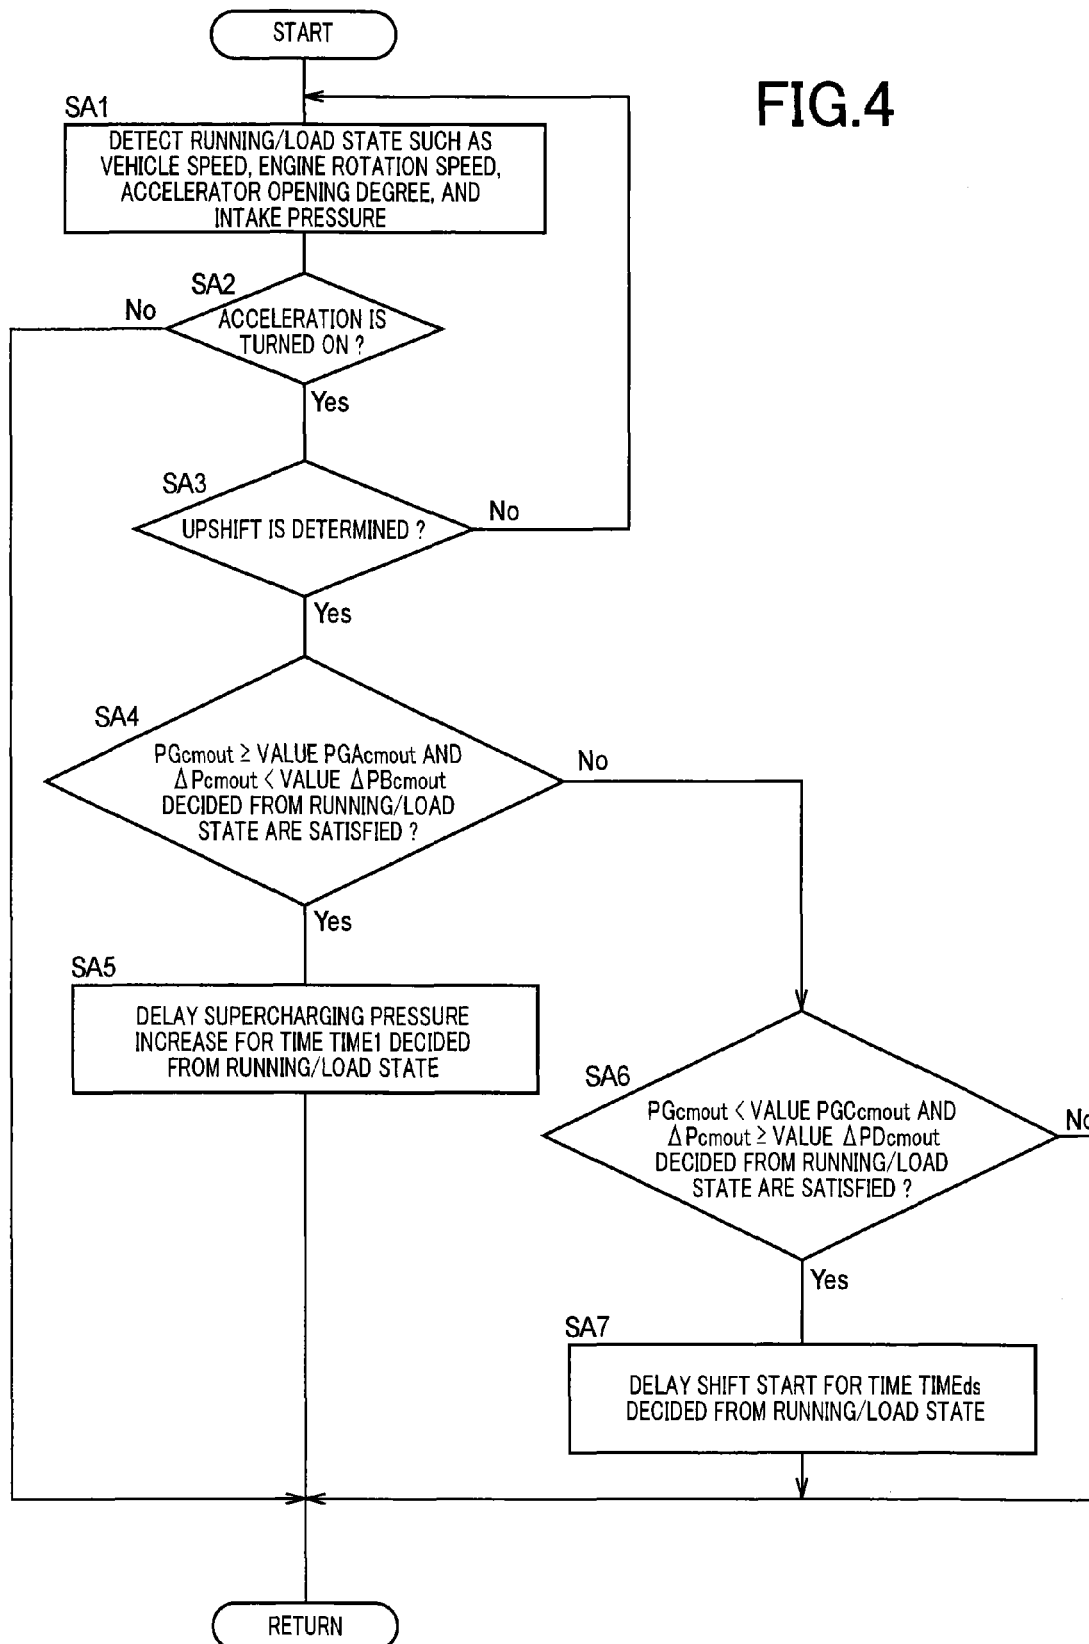 START
FIG.4
SA1
DETECT RUNNING/LOAD STATE SUCH AS
VEHICLE SPEED, ENGINE ROTATION SPEED,
ACCELERATOR OPENING DEGREE, AND
INTAKE PRESSURE
SA2
No
ACCELERATION IS
TURNED ON ?
Yes
SA3
No
UPSHIFT IS DETERMINED ?
Yes
SA4
No
PGcmout ≥ VALUE PGAcmout AND
ΔPcmout < VALUE ΔPBcmout
DECIDED FROM RUNNING/LOAD
STATE ARE SATISFIED ?
Yes
SA5
DELAY SUPERCHARGING PRESSURE
INCREASE FOR TIME TIME1 DECIDED
FROM RUNNING/LOAD STATE
SA6
No
PGcmout < VALUE PGCcmout AND
ΔPcmout ≥ VALUE ΔPDcmout
DECIDED FROM RUNNING/LOAD
STATE ARE SATISFIED ?
Yes
SA7
DELAY SHIFT START FOR TIME TIMEds
DECIDED FROM RUNNING/LOAD STATE
RETURN